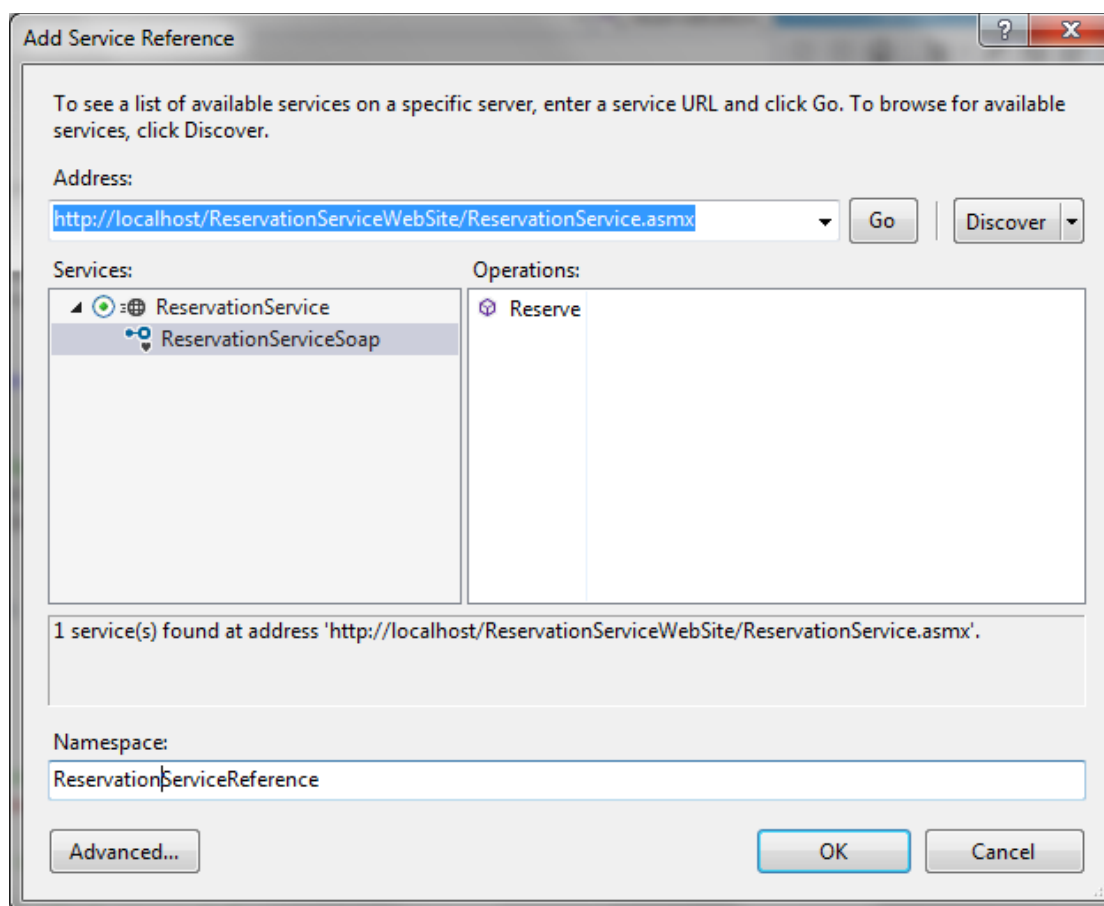 Add Service Reference
?
X
To see a list of available services on a specific server, enter a service URL and click Go. To browse for available
services, click Discover.
Address:
http://localhost/ReservationServiceWebSite/ReservationService.asmx
Go
Discover
Services:
Operations:
ReservationService
ReservationServiceSoap
Reserve
1 service(s) found at address 'http://localhost/ReservationServiceWebSite/ReservationService.asmx'.
Namespace:
ReservationServiceReference
Advanced...
OK
Cancel